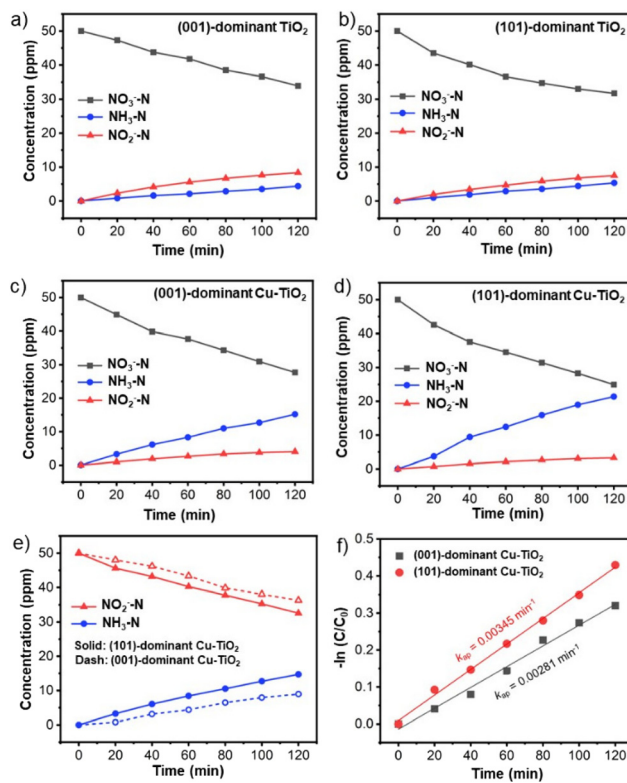 a)
(001)-dominant TiO₂
Concentration (ppm)
60
50
40
30
20
10
0
NO₃⁻-N
NH₃-N
NO₂⁻-N
0 20 40 60 80 100 120
Time (min)
b)
(101)-dominant TiO₂
Concentration (ppm)
60
50
40
30
20
10
0
NO₃⁻-N
NH₃-N
NO₂⁻-N
0 20 40 60 80 100 120
Time (min)
c)
(001)-dominant Cu-TiO₂
Concentration (ppm)
60
50
40
30
20
10
0
NO₃⁻-N
NH₃-N
NO₂⁻-N
0 20 40 60 80 100 120
Time (min)
d)
(101)-dominant Cu-TiO₂
Concentration (ppm)
60
50
40
30
20
10
0
NO₃⁻-N
NH₃-N
NO₂⁻-N
0 20 40 60 80 100 120
Time (min)
e)
Concentration (ppm)
60
50
40
30
20
10
0
NO₂⁻-N
NH₃-N
Solid: (101)-dominant Cu-TiO₂
Dash: (001)-dominant Cu-TiO₂
0 20 40 60 80 100 120
Time (min)
f)
-ln (C/C₀)
0.5
0.4
0.3
0.2
0.1
0.0
(001)-dominant Cu-TiO₂
(101)-dominant Cu-TiO₂
kₐₚ = 0.00345 min⁻¹
kₐₚ = 0.00281 min⁻¹
0 20 40 60 80 100 120
Time (min)